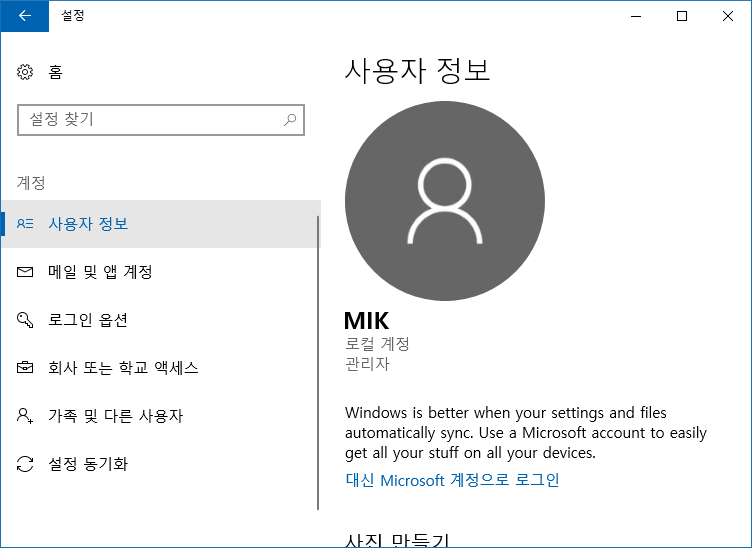 설정
홈
설정 찾기
계정
사용자 정보
메일 및 앱 계정
로그인 옵션
회사 또는 학교 액세스
가족 및 다른 사용자
설정 동기화
사용자 정보
MIK
로컬 계정
관리자
Windows is better when your settings and files
automatically sync. Use a Microsoft account to easily
get all your stuff on all your devices.
대신 Microsoft 계정으로 로그인
사진 만들기